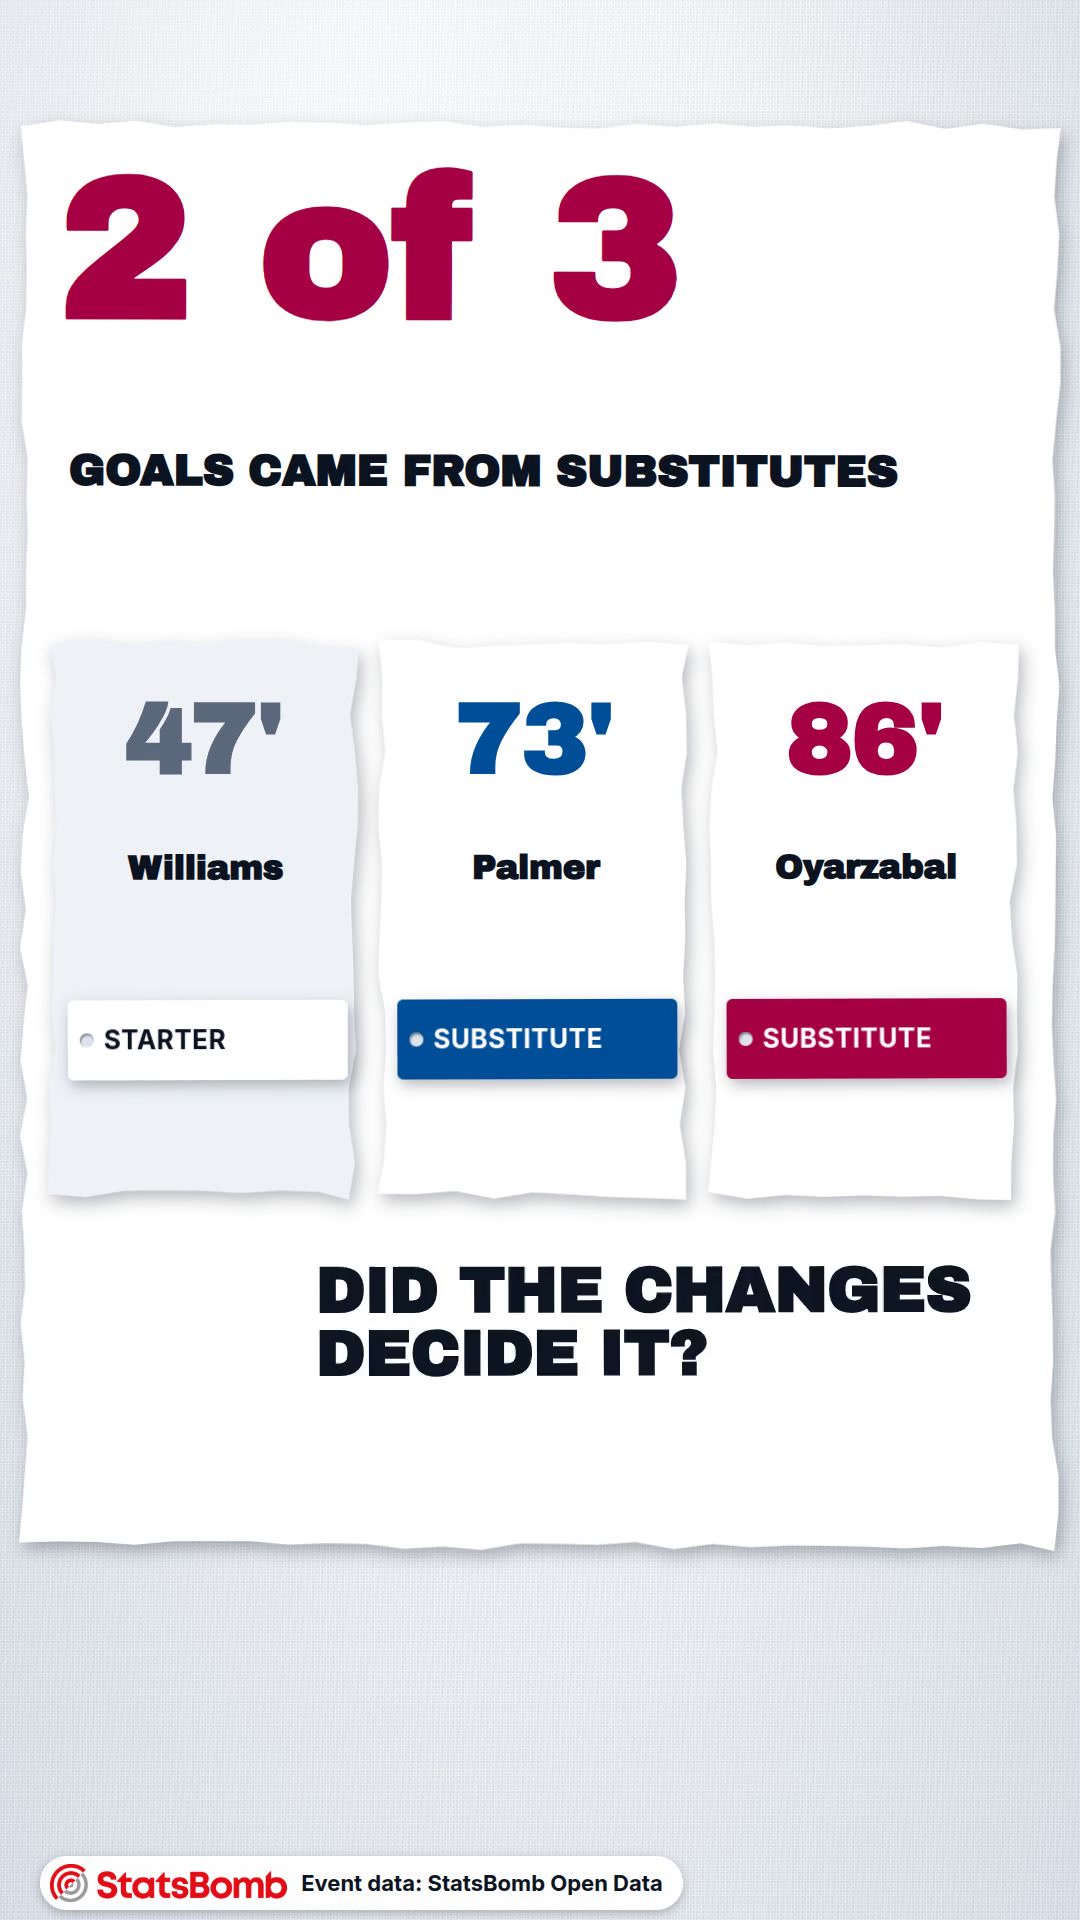 2 of 3
GOALS CAME FROM SUBSTITUTES
47'
Williams
STARTER
73'
Palmer
SUBSTITUTE
86'
Oyarzabal
SUBSTITUTE
DID THE CHANGES
DECIDE IT?
StatsBomb Event data: StatsBomb Open Data